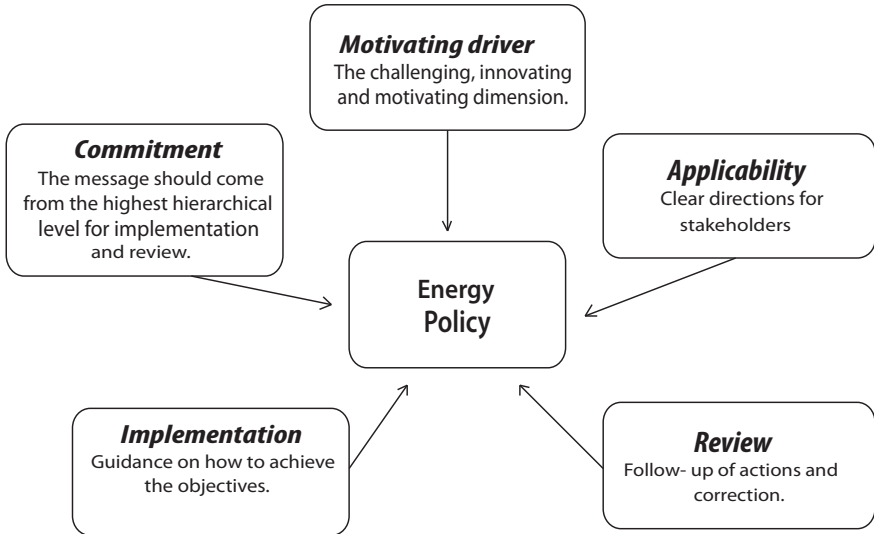 Motivating driver
The challenging, innovating
and motivating dimension.
Commitment
The message should come
from the highest hierarchical
level for implementation
and review.
Applicability
Clear directions for
stakeholders
Energy
Policy
Implementation
Guidance on how to achieve
the objectives.
Review
Follow- up of actions and
correction.